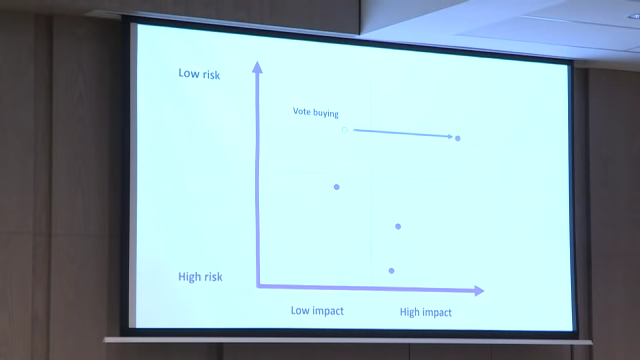 Low risk
Vote buying
High risk
Low impact
High impact